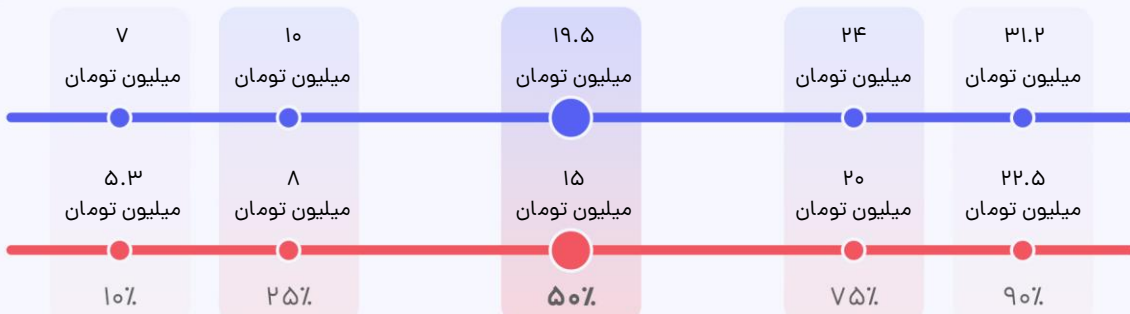 ۷ ۱۰ ۱۹.۵ ۲۴ ۳۱.۲
میلیون تومان میلیون تومان میلیون تومان میلیون تومان میلیون تومان
۵.۳ ۸ ۱۵ ۲۰ ۲۲.۵
میلیون تومان میلیون تومان میلیون تومان میلیون تومان میلیون تومان
۱۰٪ ۲۵٪ ۵۰٪ ۷۵٪ ۹۰٪